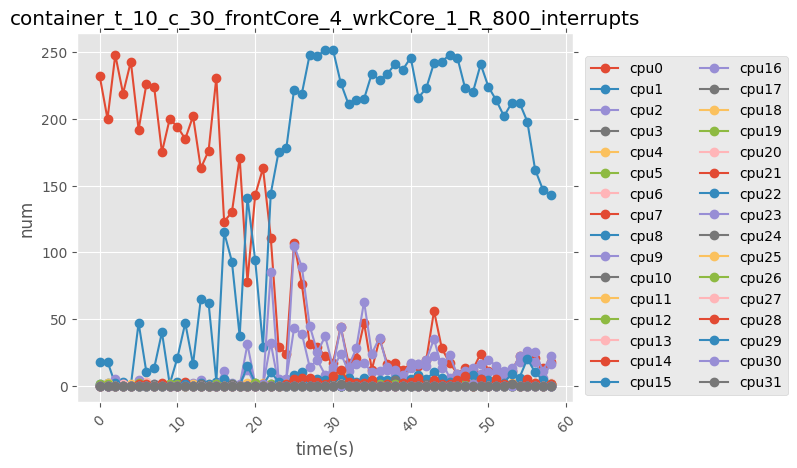 container_t_10_c_30_frontCore_4_wrkCore_1_R_800_interrupts
250
200
150
100
50
0
num
0
10
20
30
40
50
60
time(s)
cpu0
cpu1
cpu2
cpu3
cpu4
cpu5
cpu6
cpu7
cpu8
cpu9
cpu10
cpu11
cpu12
cpu13
cpu14
cpu15
cpu16
cpu17
cpu18
cpu19
cpu20
cpu21
cpu22
cpu23
cpu24
cpu25
cpu26
cpu27
cpu28
cpu29
cpu30
cpu31